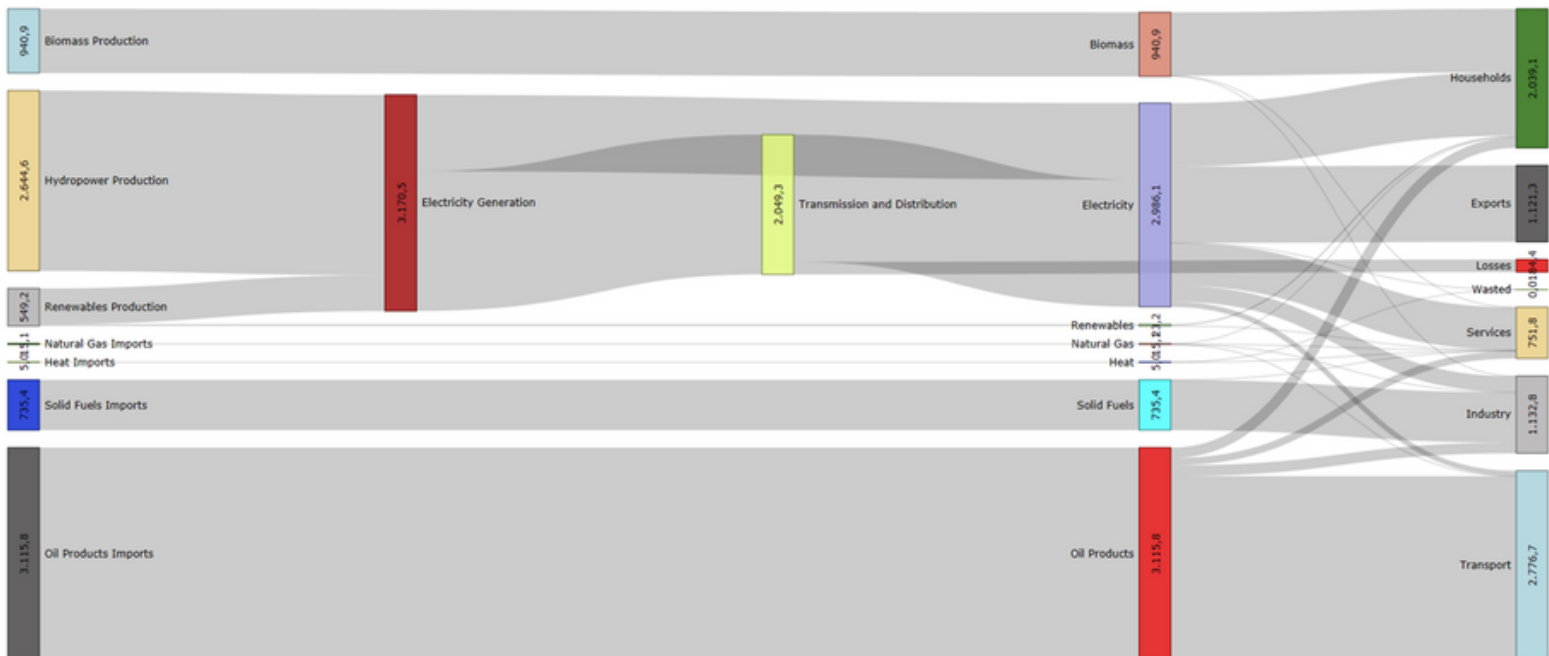 940,9
Biomass Production
Biomass
940,9
2.644,6
Hydropower Production
3.170,5
Electricity Generation
2.049,3
Transmission and Distribution
Electricity
2.986,1
549,2
Renewables Production
Renewables
Natural Gas Imports
Natural Gas
Heat Imports
Heat
735,4
Solid Fuels Imports
Solid Fuels
735,4
3.115,8
Oil Products Imports
Oil Products
3.115,8
Households
2.039,1
Exports
1.121,3
Losses
Wasted
Services
751,8
Industry
1.132,8
Transport
2.776,7